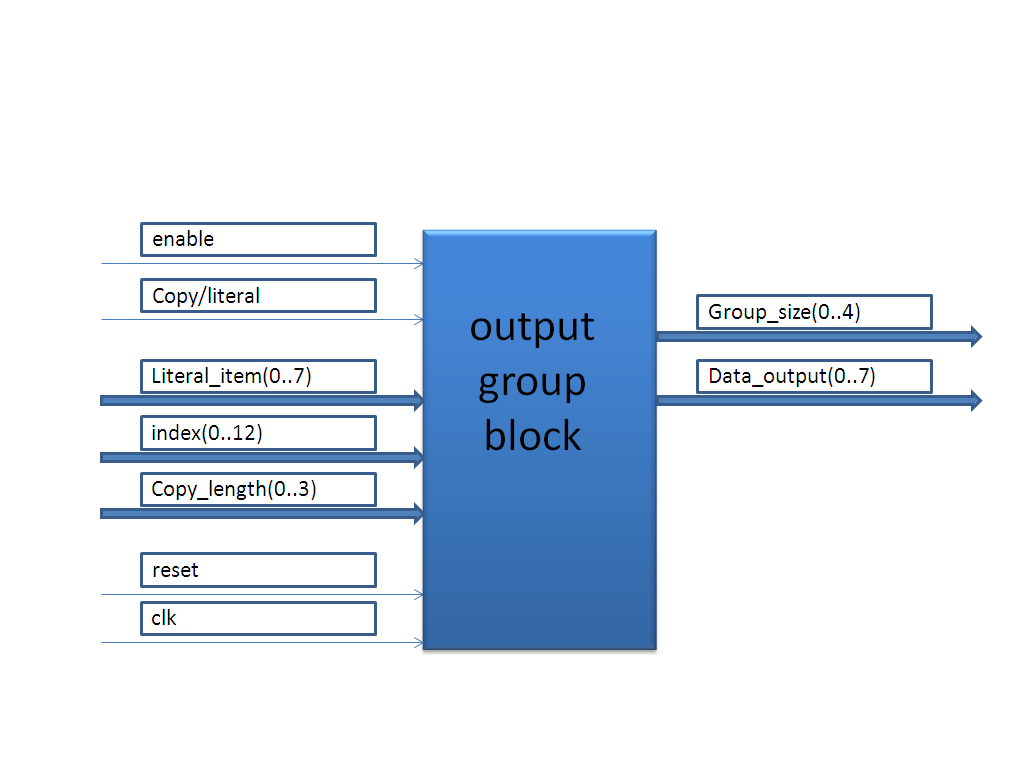 enable
Copy/literal
Literal_item(0..7)
index(0..12)
Copy_length(0..3)
reset
clk
output
group
block
Group_size(0..4)
Data_output(0..7)